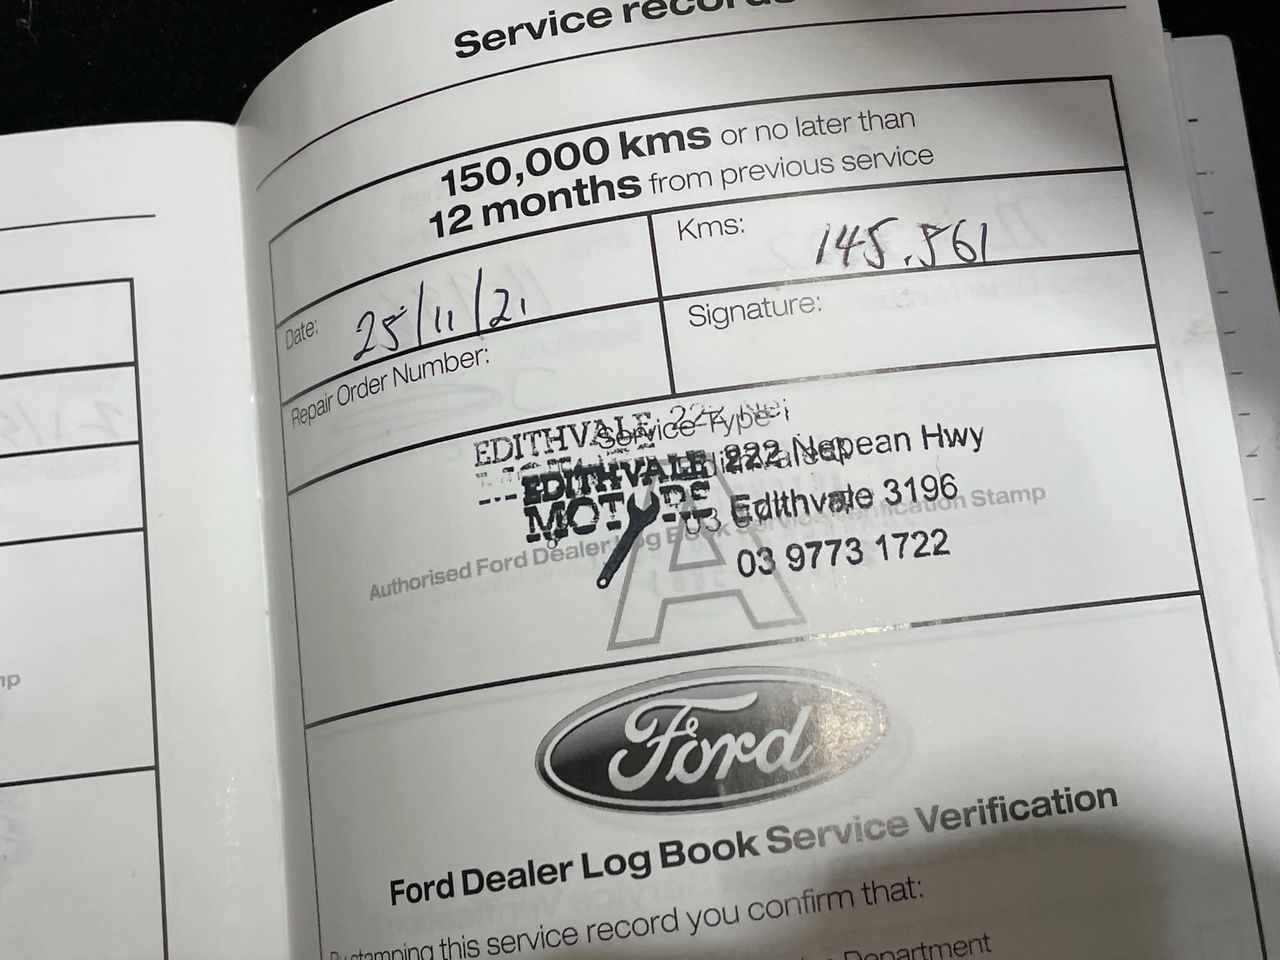 Service records
150,000 kms or no later than
12 months from previous service
Date: 25/11/21
Kms: 145.561
Repair Order Number:
Signature:
Service Type
EDITHVALE 222 Ne
EDITHVALE 222 Nepean Hwy
MOTORS Edithvale 3196
03 9773 1722
Authorised Ford Dealer Log Book Service Verification Stamp
A
Ford
Ford Dealer Log Book Service Verification
By stamping this service record you confirm that:
Department